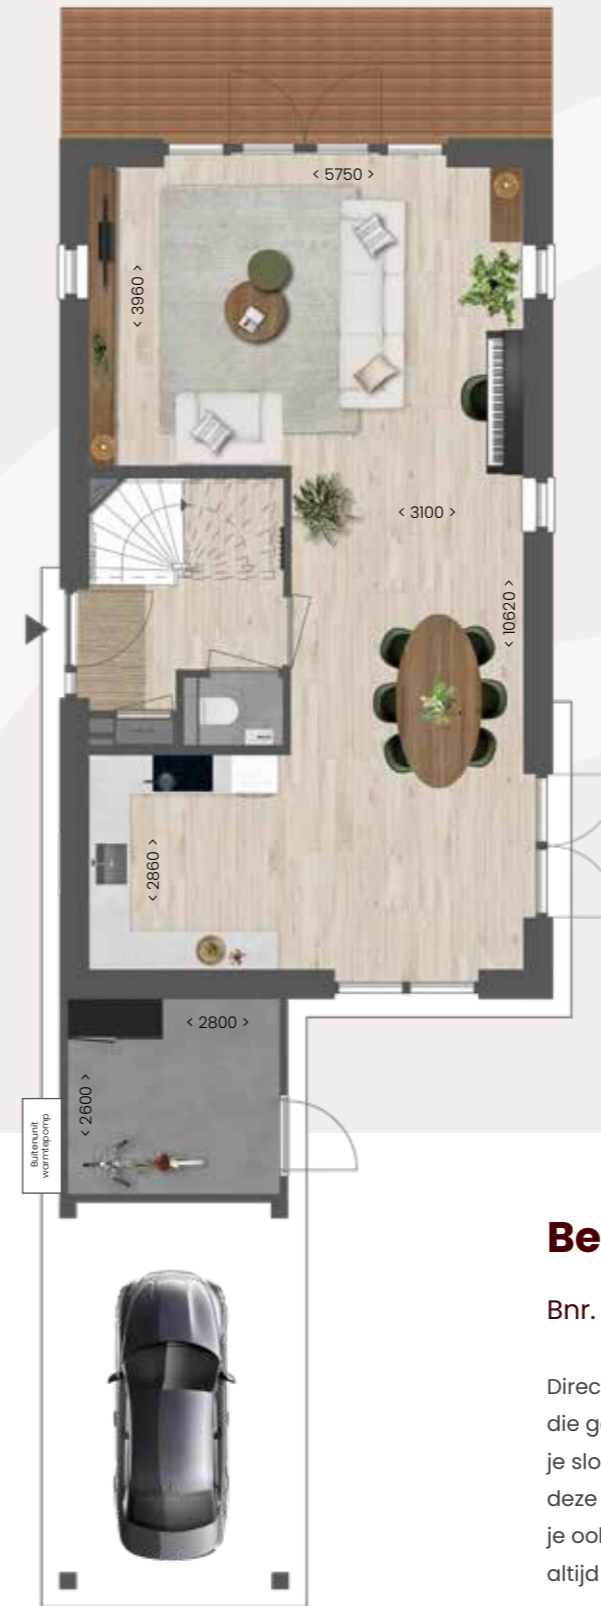 < 5750 >
< 3960 >
< 3100 >
< 10620 >
< 2860 >
< 2800 >
< 2600 >
Buitenunit
warmtepomp
Be
Bnr.
Direc
die g
je slo
deze
je ool
altijd